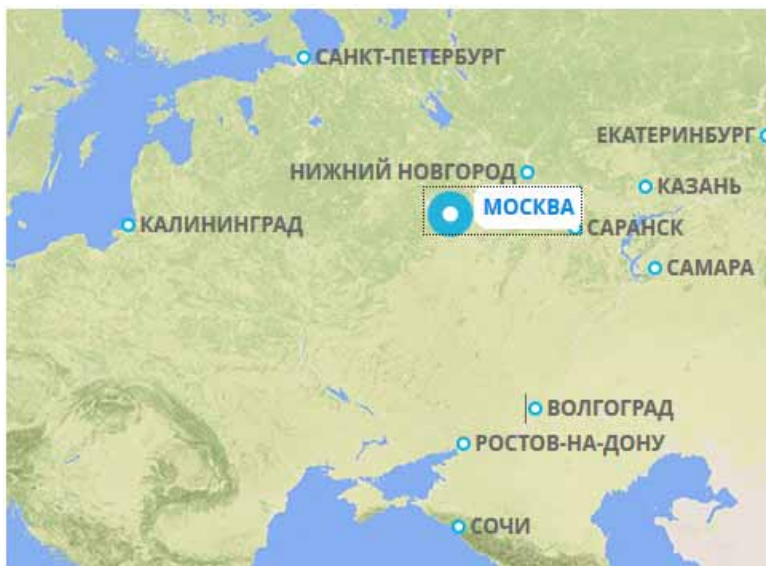 САНКТ-ПЕТЕРБУРГ
ЕКАТЕРИНБУРГ
НИЖНИЙ НОВГОРОД
КАЗАНЬ
МОСКВА
КАЛИНИНГРАД
САРАНСК
САМАРА
ВОЛГОГРАД
РОСТОВ-НА-ДОНУ
СОЧИ